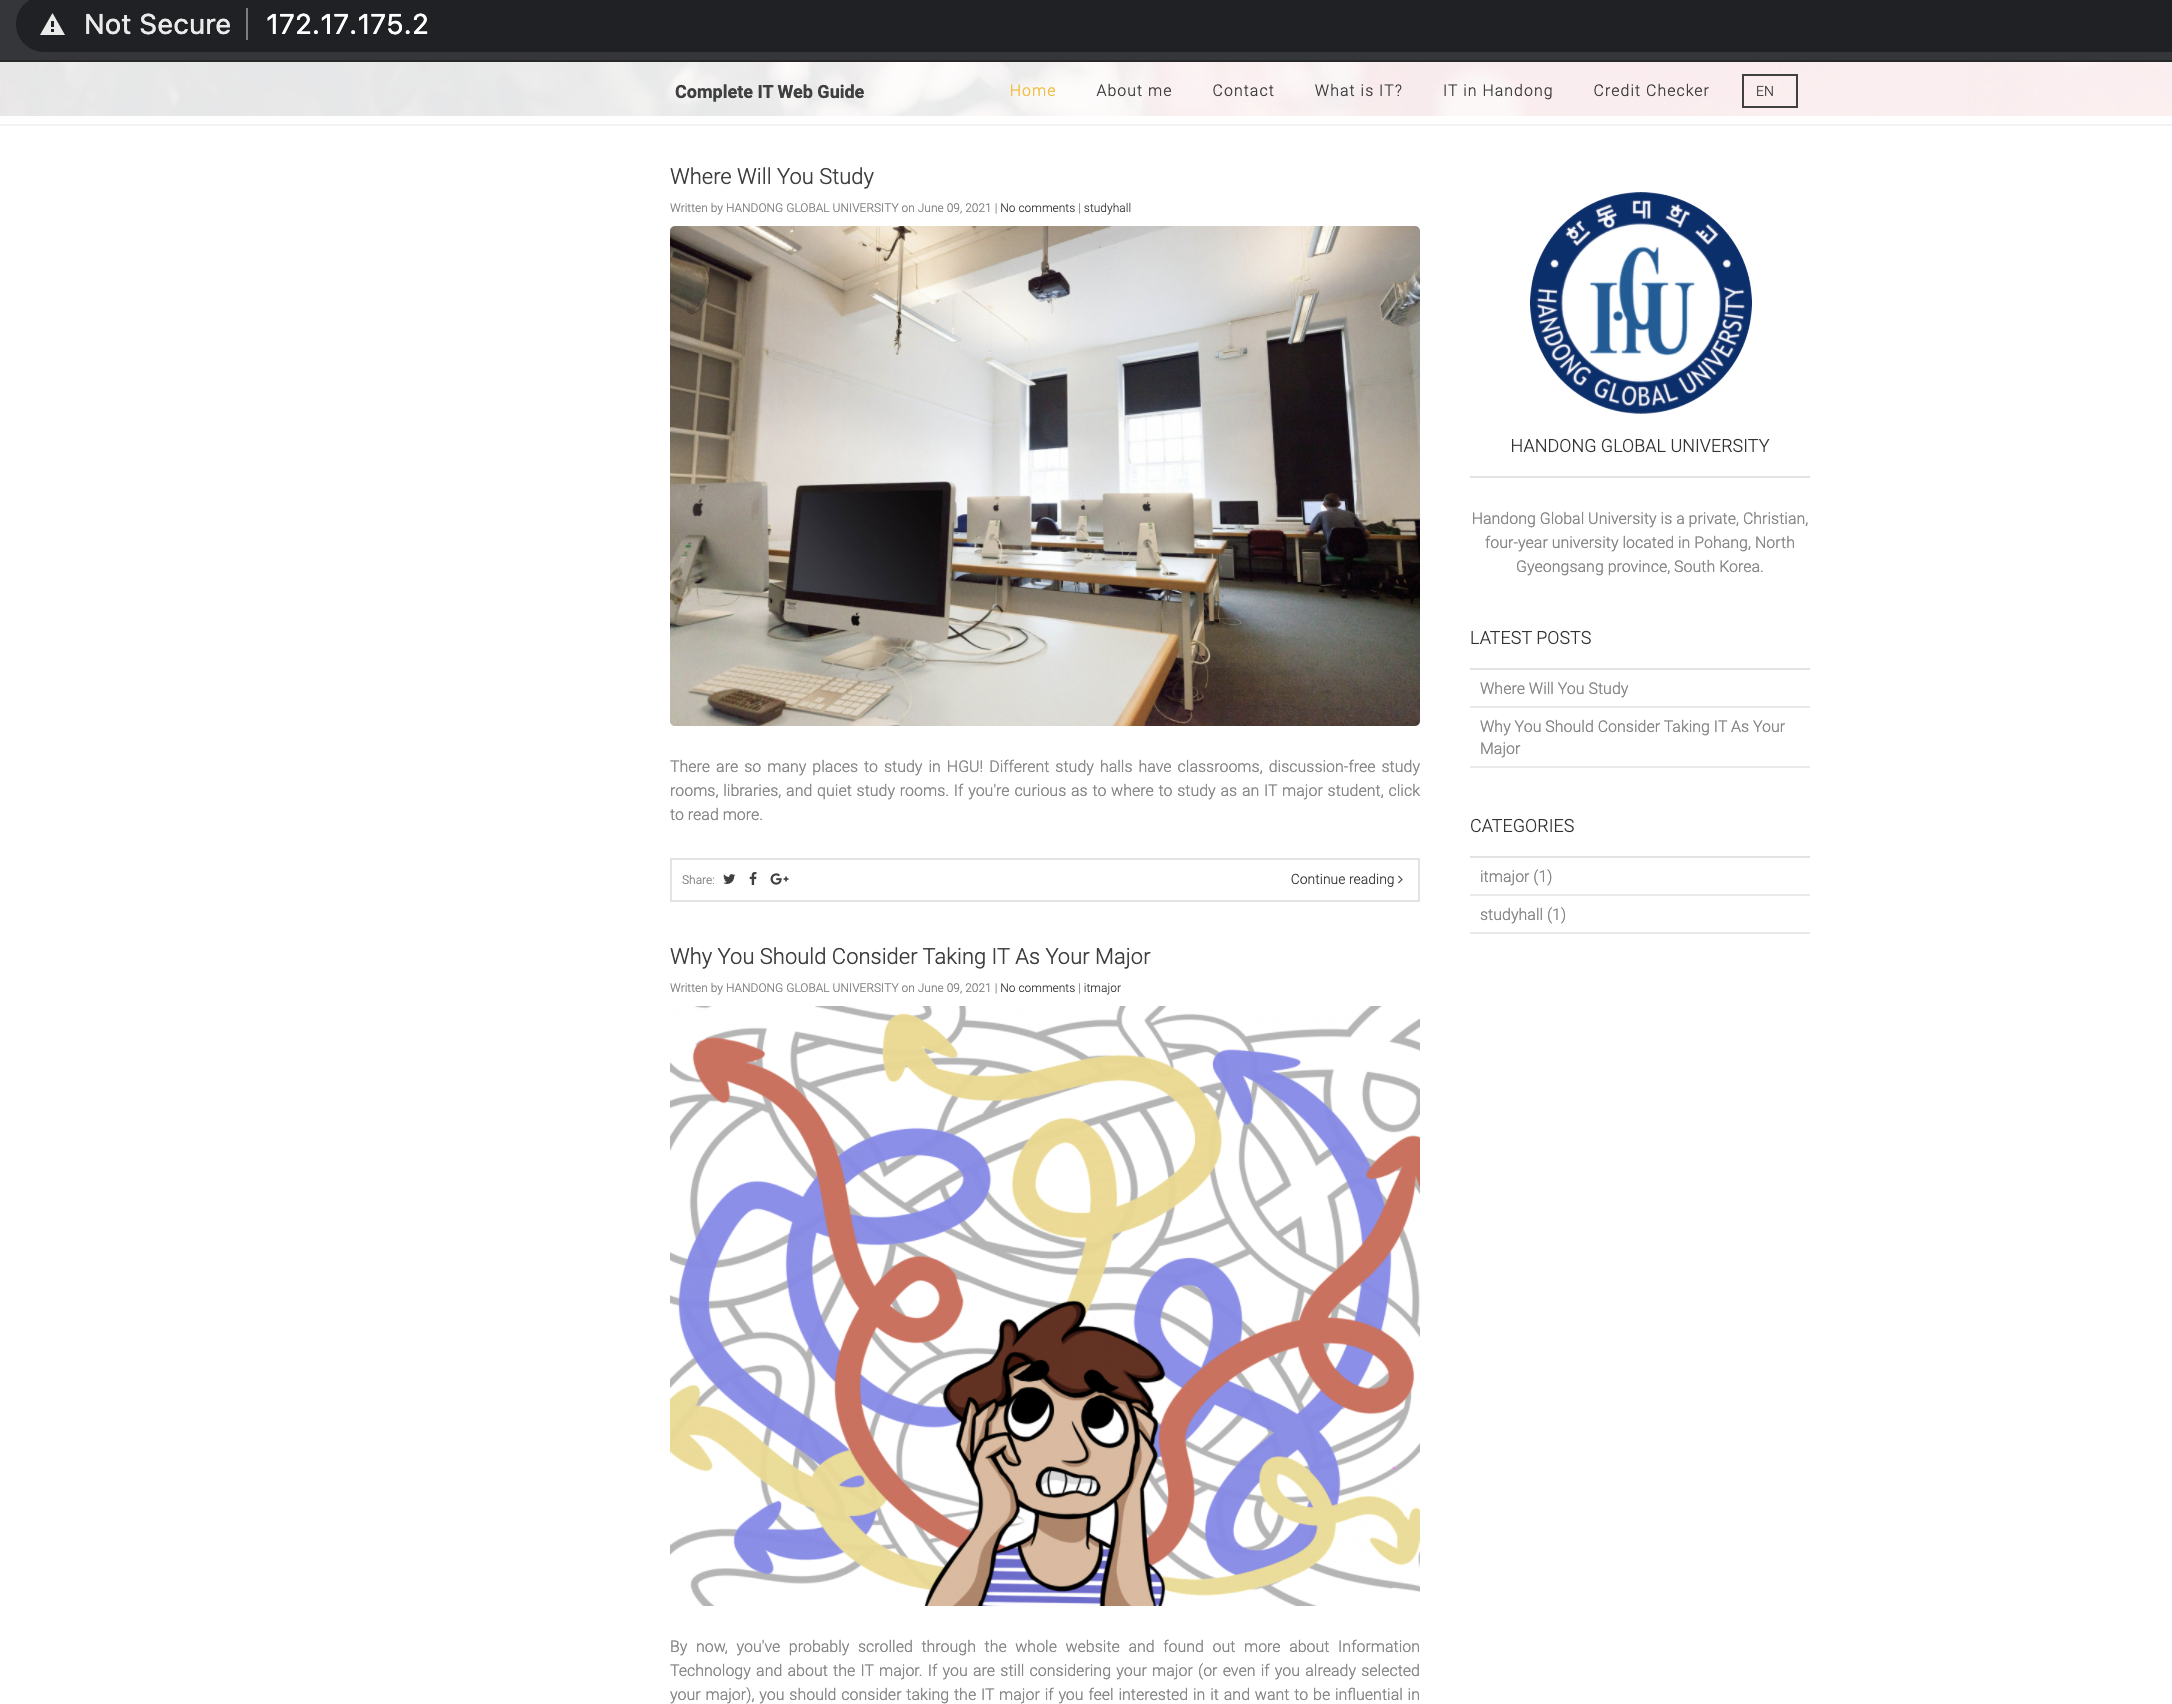 Not Secure | 172.17.175.2
Complete IT Web Guide
Home About me Contact What is IT? IT in Handong Credit Checker EN
Where Will You Study
Written by HANDONG GLOBAL UNIVERSITY on June 09, 2021 | No comments | studyhall
한동대학교
HGU
HANDONG GLOBAL UNIVERSITY
HANDONG GLOBAL UNIVERSITY
Handong Global University is a private, Christian,
four-year university located in Pohang, North
Gyeongsang province, South Korea.
LATEST POSTS
Where Will You Study
Why You Should Consider Taking IT As Your
Major
CATEGORIES
itmajor (1)
studyhall (1)
There are so many places to study in HGU! Different study halls have classrooms, discussion-free study
rooms, libraries, and quiet study rooms. If you're curious as to where to study as an IT major student, click
to read more.
Share: G+ Continue reading >
Why You Should Consider Taking IT As Your Major
Written by HANDONG GLOBAL UNIVERSITY on June 09, 2021 | No comments | itmajor
By now, you've probably scrolled through the whole website and found out more about Information
Technology and about the IT major. If you are still considering your major (or even if you already selected
your major), you should consider taking the IT major if you feel interested in it and want to be influential in